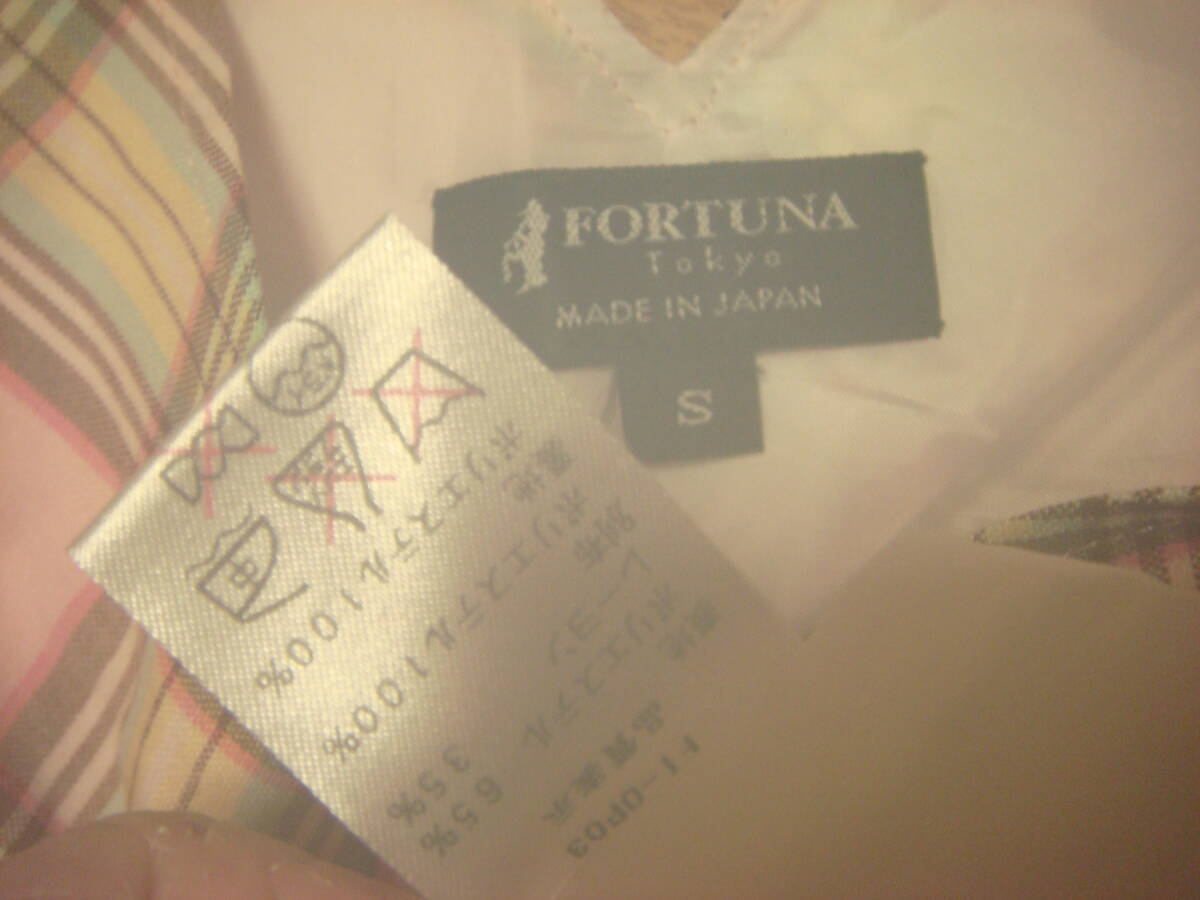 FORTUNA
Tokyo
MADE IN JAPAN
S
品質表示
表地
ポリエステル 65%
レーヨン 35%
別布
ポリエステル100%
裏地
ポリエステル100%
中